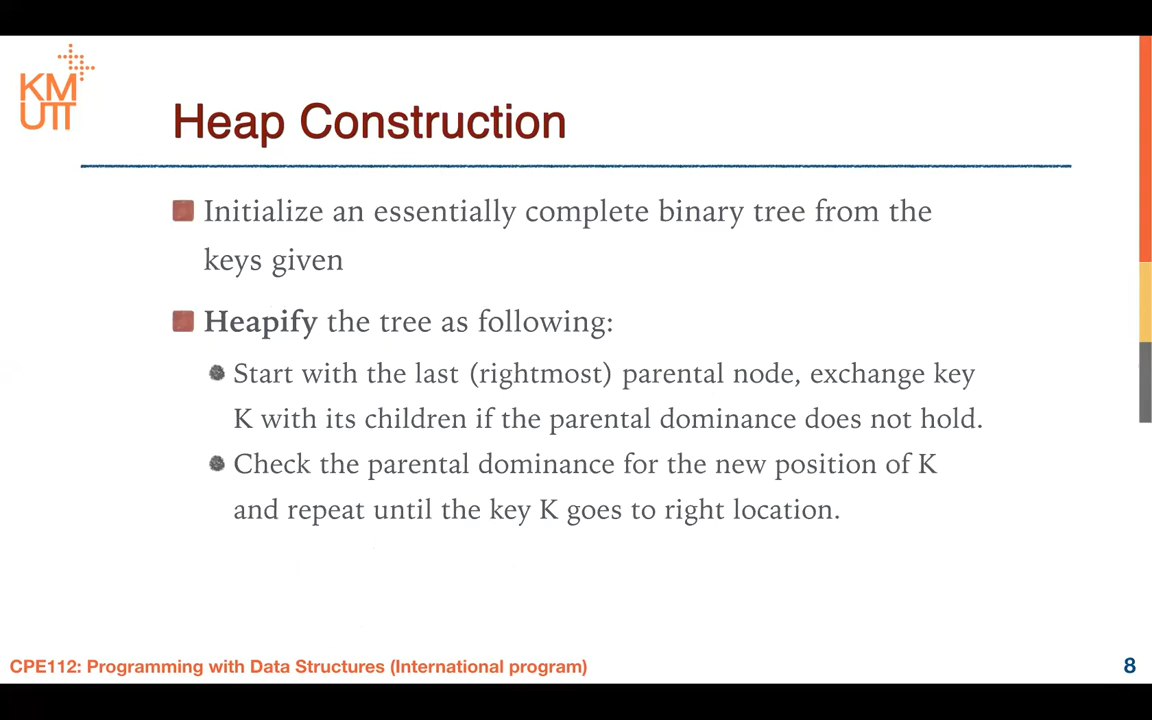 KM
UTT
Heap Construction
Initialize an essentially complete binary tree from the
keys given
Heapify the tree as following:
Start with the last (rightmost) parental node, exchange key
K with its children if the parental dominance does not hold.
Check the parental dominance for the new position of K
and repeat until the key K goes to right location.
CPE112: Programming with Data Structures (International program)
8